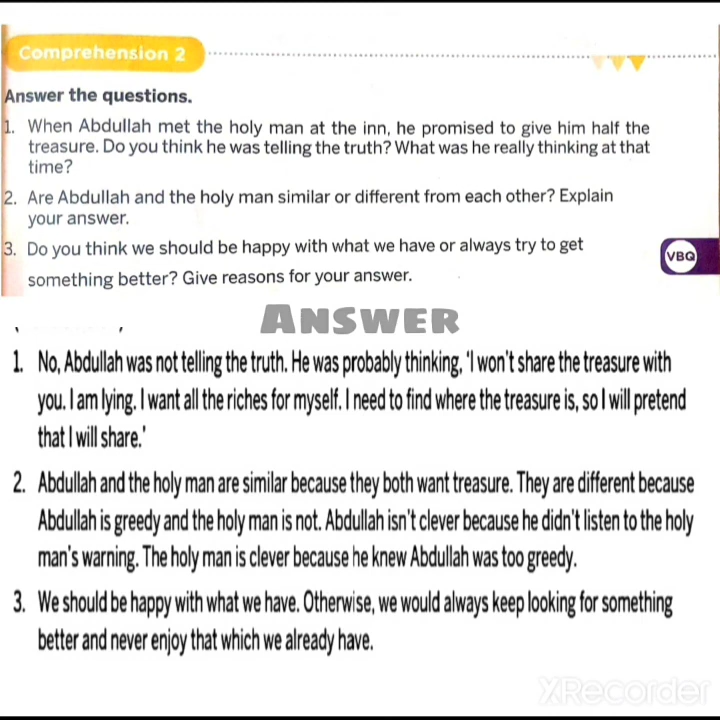 Comprehension 2
Answer the questions.
1. When Abdullah met the holy man at the inn, he promised to give him half the
treasure. Do you think he was telling the truth? What was he really thinking at that
time?
2. Are Abdullah and the holy man similar or different from each other? Explain
your answer.
3. Do you think we should be happy with what we have or always try to get
something better? Give reasons for your answer.
VBQ
ANSWER
1. No, Abdullah was not telling the truth. He was probably thinking, 'I won't share the treasure with
you. I am lying. I want all the riches for myself. I need to find where the treasure is, so I will pretend
that I will share.'
2. Abdullah and the holy man are similar because they both want treasure. They are different because
Abdullah is greedy and the holy man is not. Abdullah isn't clever because he didn't listen to the holy
man's warning. The holy man is clever because he knew Abdullah was too greedy.
3. We should be happy with what we have. Otherwise, we would always keep looking for something
better and never enjoy that which we already have.
XRecorder